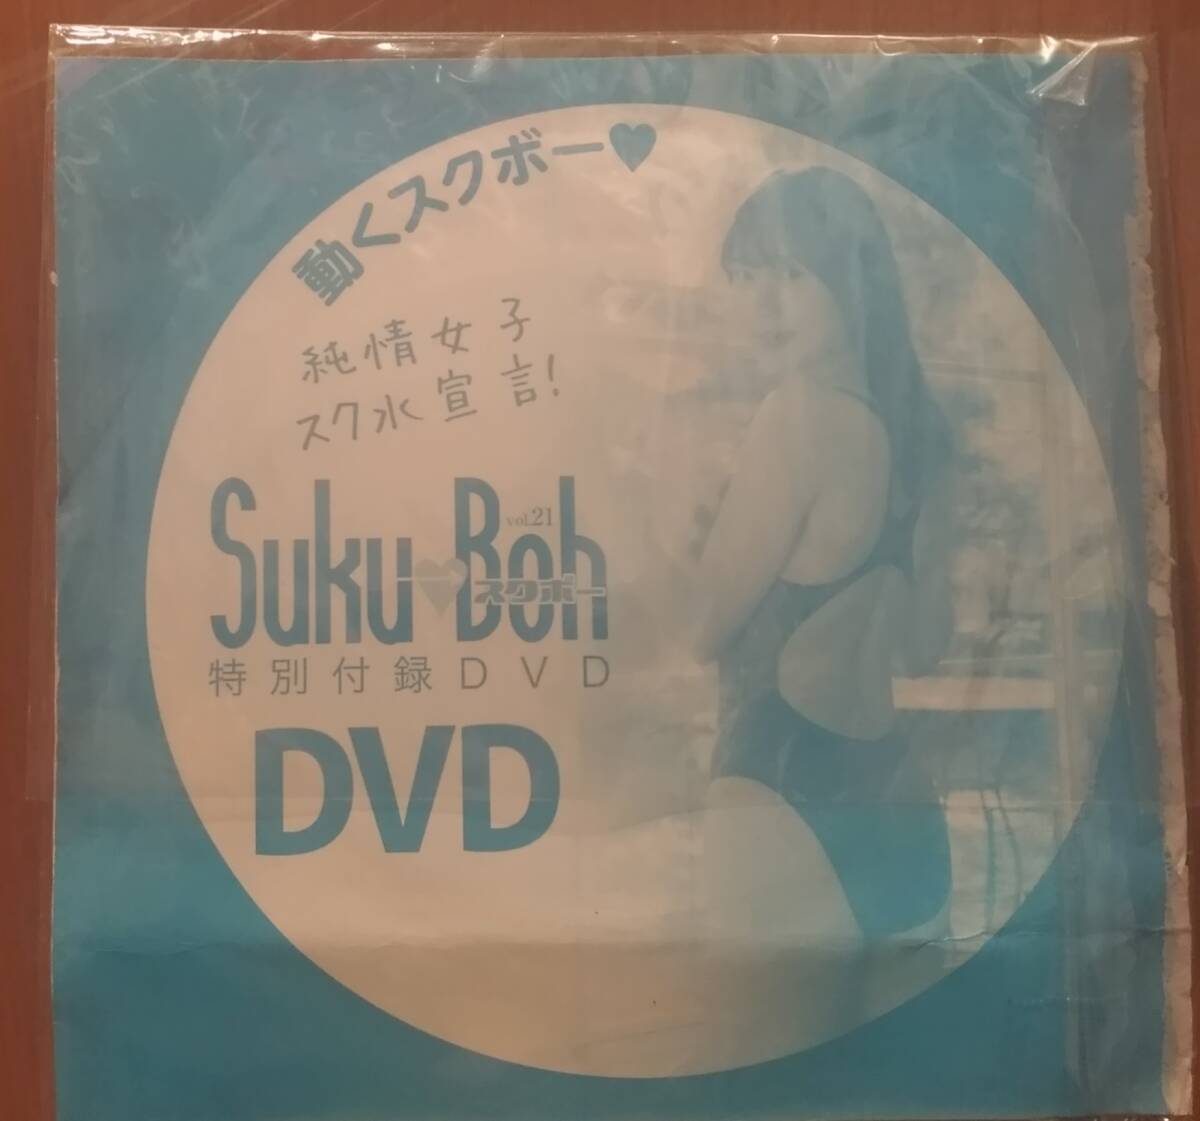 動くスクボー♥
純情女子
スク水宣言!
Suku♥Boh
vol.21
スクボー
特別付録DVD
DVD